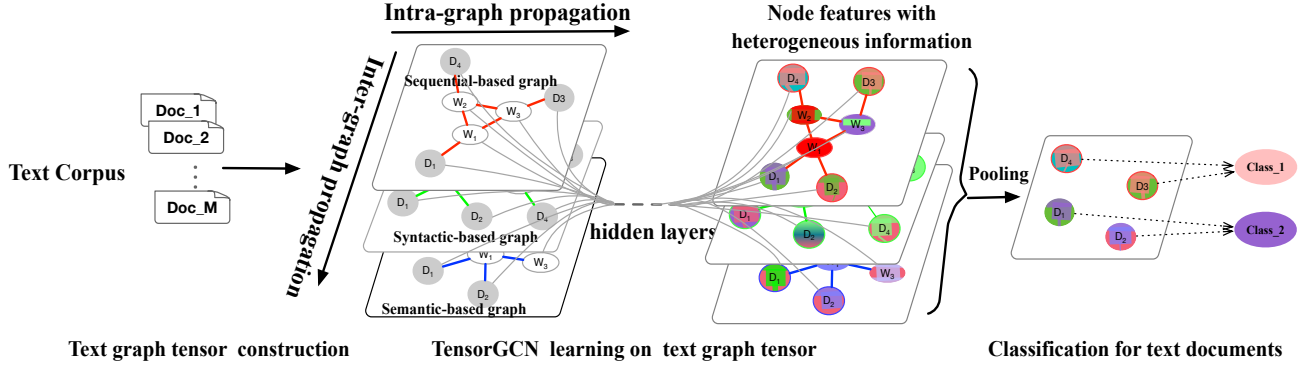 Intra-graph propagation
Node features with
heterogeneous information
Inter-graph propagation
Text Corpus
Doc_1
Doc_2
Doc_M
D4
Sequential-based graph
W2
W3
D3
W1
D1
D2
D4
Syntactic-based graph
W1
W3
D1
D2
Semantic-based graph
hidden layers
D4
D3
W2
W3
W1
D1
D2
D1
D2
D4
W3
D1
D2
Pooling
D4
D3
D1
D2
Class_1
Class_2
Text graph tensor construction
TensorGCN learning on text graph tensor
Classification for text documents